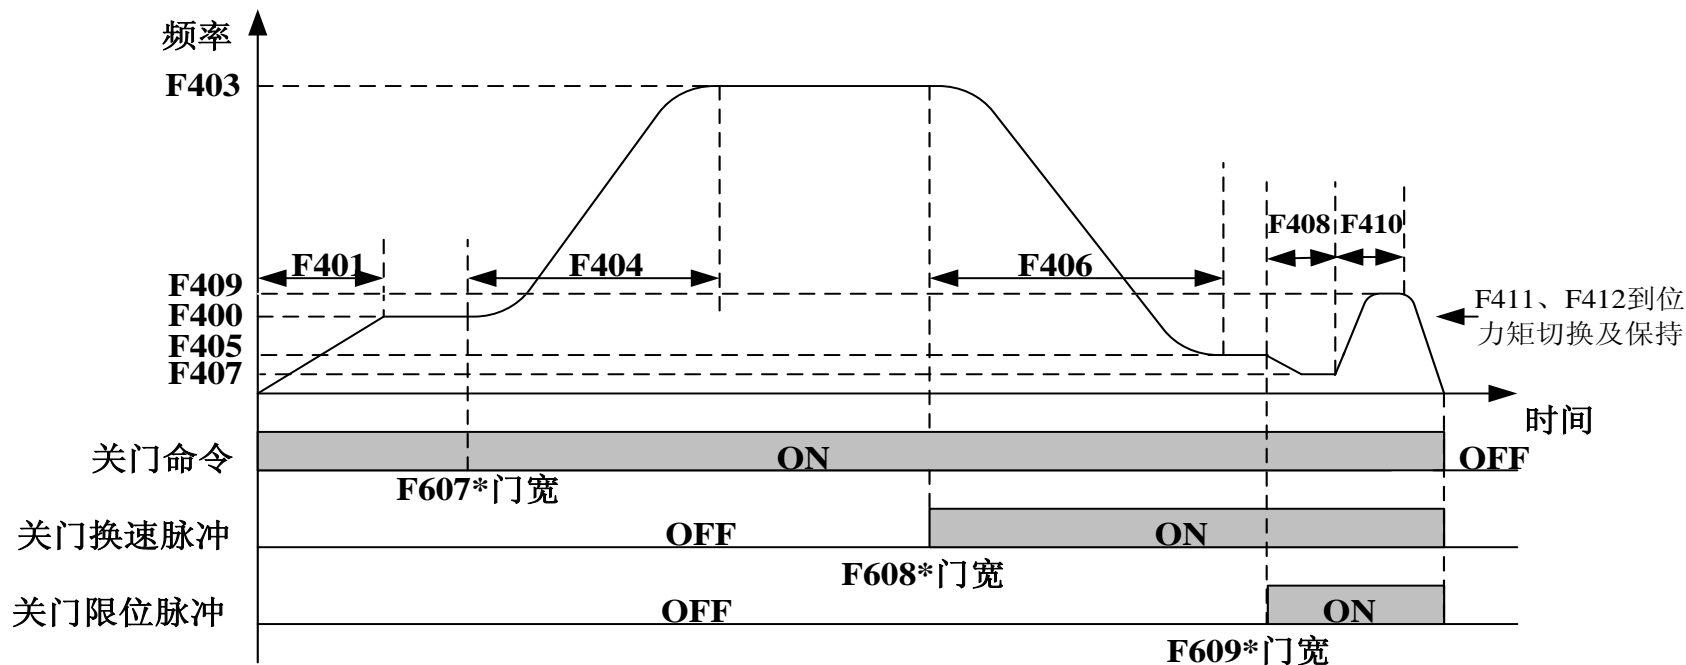 频率
F403
F408 F410
F401 F404 F406
F409
F400
F405
F407
F411、F412到位
力矩切换及保持
时间
关门命令 ON OFF
F607*门宽
关门换速脉冲 OFF ON
F608*门宽
关门限位脉冲 OFF ON
F609*门宽